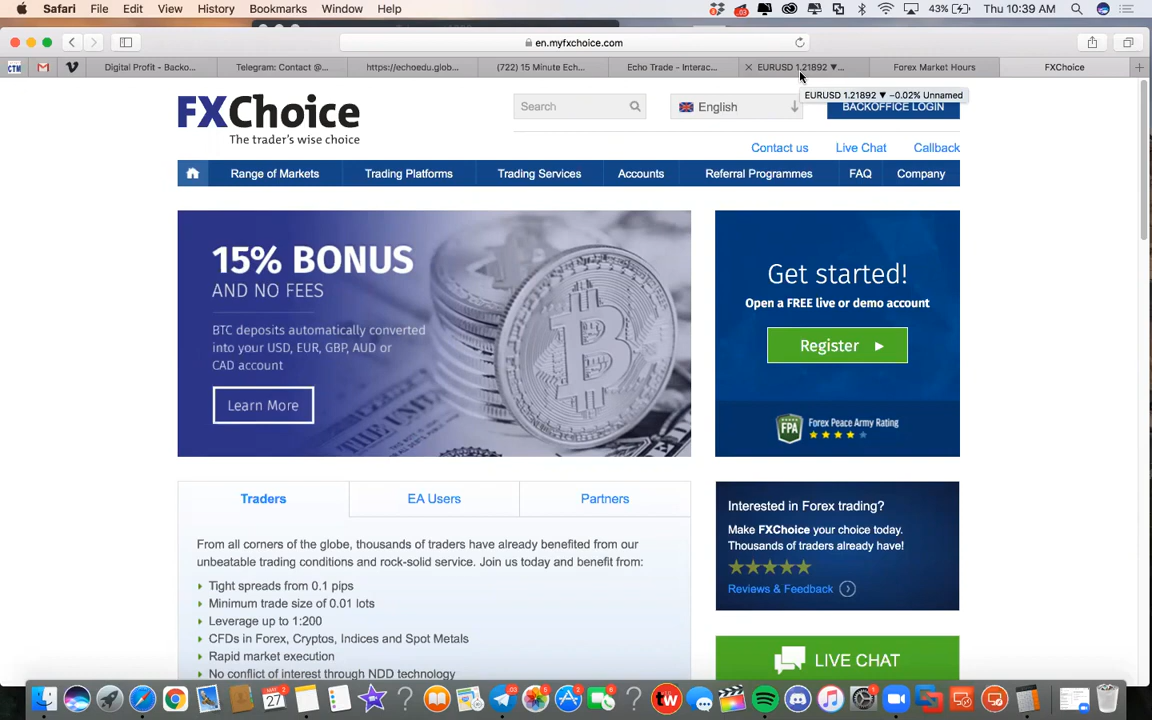 Safari File Edit View History Bookmarks Window Help 43% Thu 10:39 AM
en.myfxchoice.com
CTM Digital Profit - Backo... Telegram: Contact @... https://echoedu.glob... (722) 15 Minute Ech... Echo Trade - Interac... EURUSD 1.21892 ▼... Forex Market Hours FXChoice
EURUSD 1.21892 ▼ −0.02% Unnamed
FXChoice
The trader's wise choice
Search English BACKOFFICE LOGIN
Contact us Live Chat Callback
Range of Markets Trading Platforms Trading Services Accounts Referral Programmes FAQ Company
15% BONUS
AND NO FEES
BTC deposits automatically converted
into your USD, EUR, GBP, AUD or
CAD account
Learn More
Get started!
Open a FREE live or demo account
Register
FPA
Forex Peace Army Rating
Traders EA Users Partners
From all corners of the globe, thousands of traders have already benefited from our
unbeatable trading conditions and rock-solid service. Join us today and benefit from:
Tight spreads from 0.1 pips
Minimum trade size of 0.01 lots
Leverage up to 1:200
CFDs in Forex, Cryptos, Indices and Spot Metals
Rapid market execution
No conflict of interest through NDD technology
Interested in Forex trading?
Make FXChoice your choice today.
Thousands of traders already have!
Reviews & Feedback
LIVE CHAT
27
tw